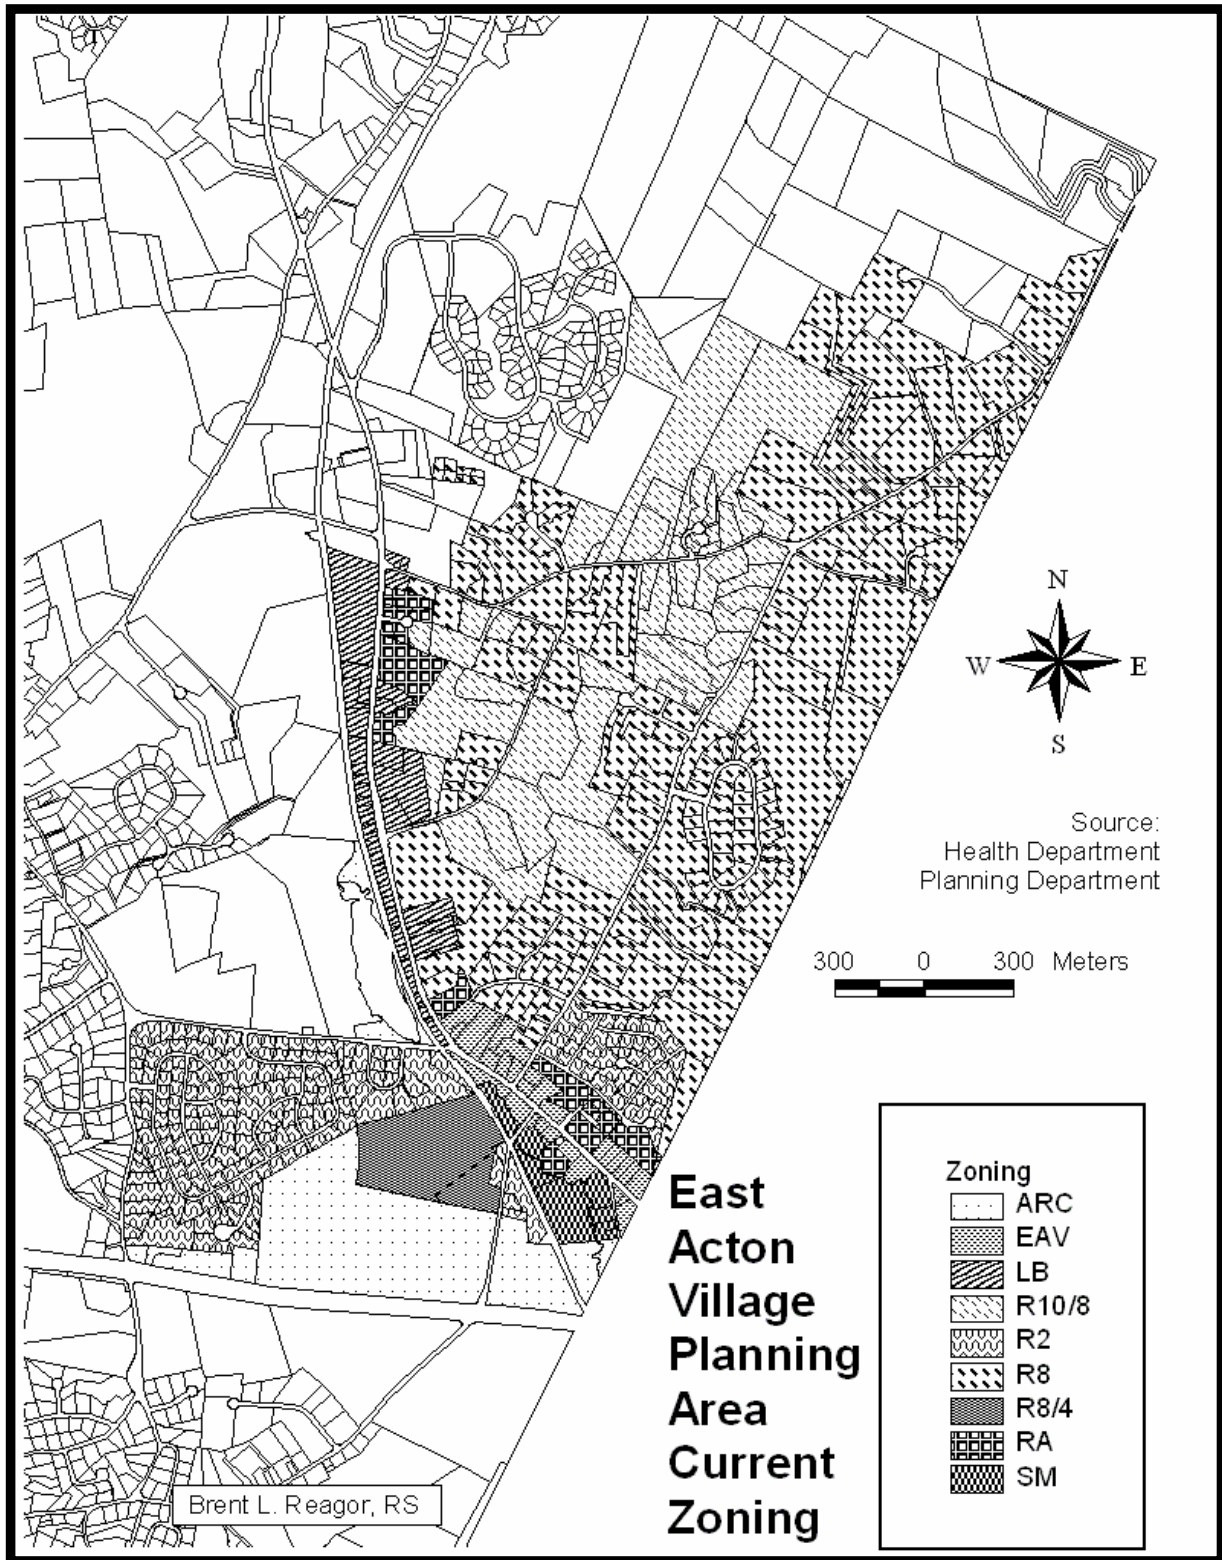 N
W E
S
Source:
Health Department
Planning Department
300 0 300 Meters
East
Acton
Village
Planning
Area
Current
Zoning
Zoning
ARC
EAV
LB
R10/8
R2
R8
R8/4
RA
SM
Brent L. Reagor, RS